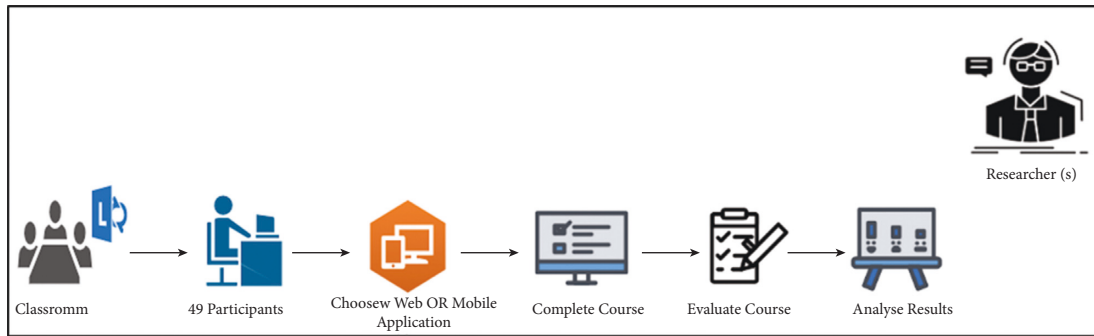 Researcher (s)
Classromm
49 Participants
Choosew Web OR Mobile
Application
Complete Course
Evaluate Course
Analyse Results
L